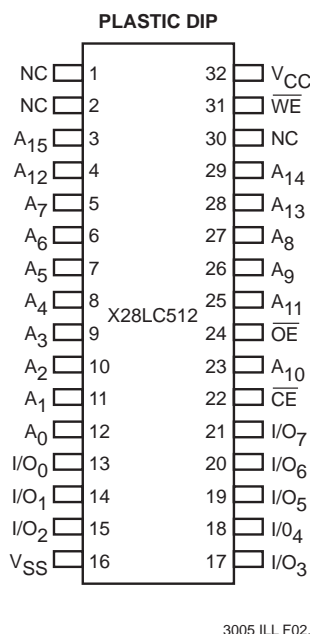 PLASTIC DIP
NC 1 32 VCC
NC 2 31 WE
A15 3 30 NC
A12 4 29 A14
A7 5 28 A13
A6 6 27 A8
A5 7 26 A9
A4 8 25 A11
X28LC512
A3 9 24 OE
A2 10 23 A10
A1 11 22 CE
A0 12 21 I/O7
I/O0 13 20 I/O6
I/O1 14 19 I/O5
I/O2 15 18 I/04
VSS 16 17 I/O3
3005 ILL F02.